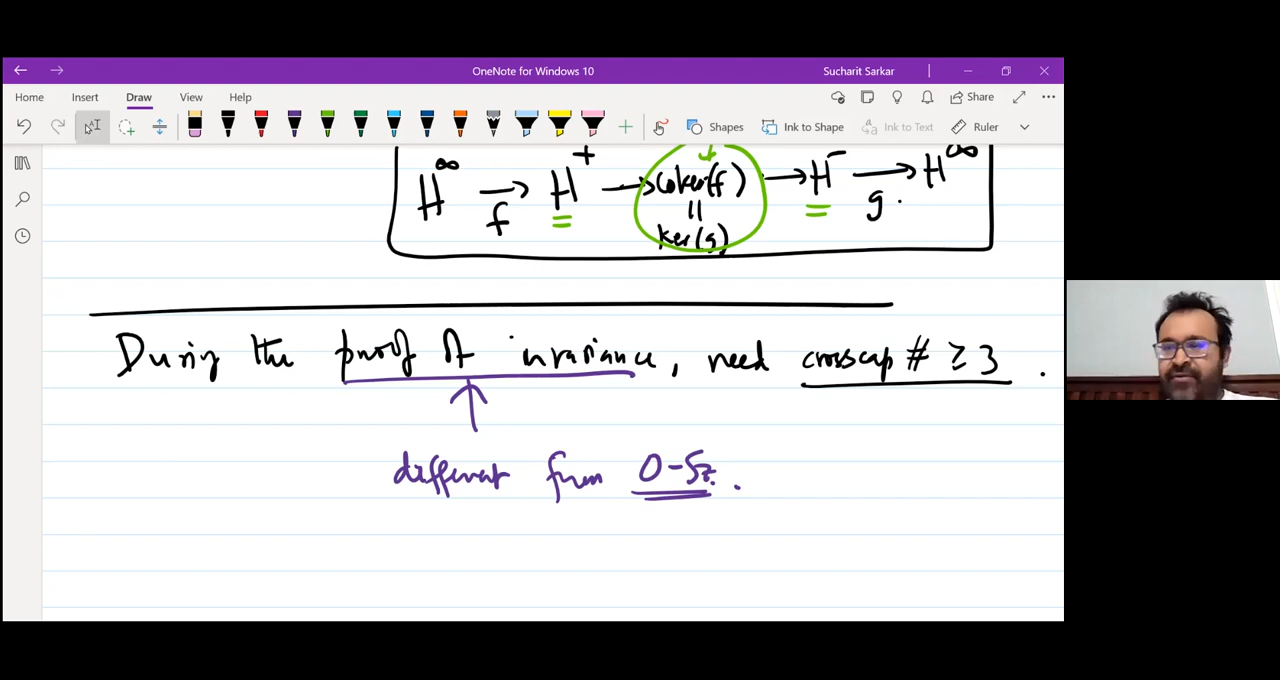 OneNote for Windows 10
Sucharit Sarkar
Home Insert Draw View Help
Share
Shapes Ink to Shape Ink to Text Ruler
H^∞ →f H^+ → coker(f) → H^- →g H^∞
||
ker(g)
During the proof of invariance, need crosscap # ≥ 3.
different from O-Sz.